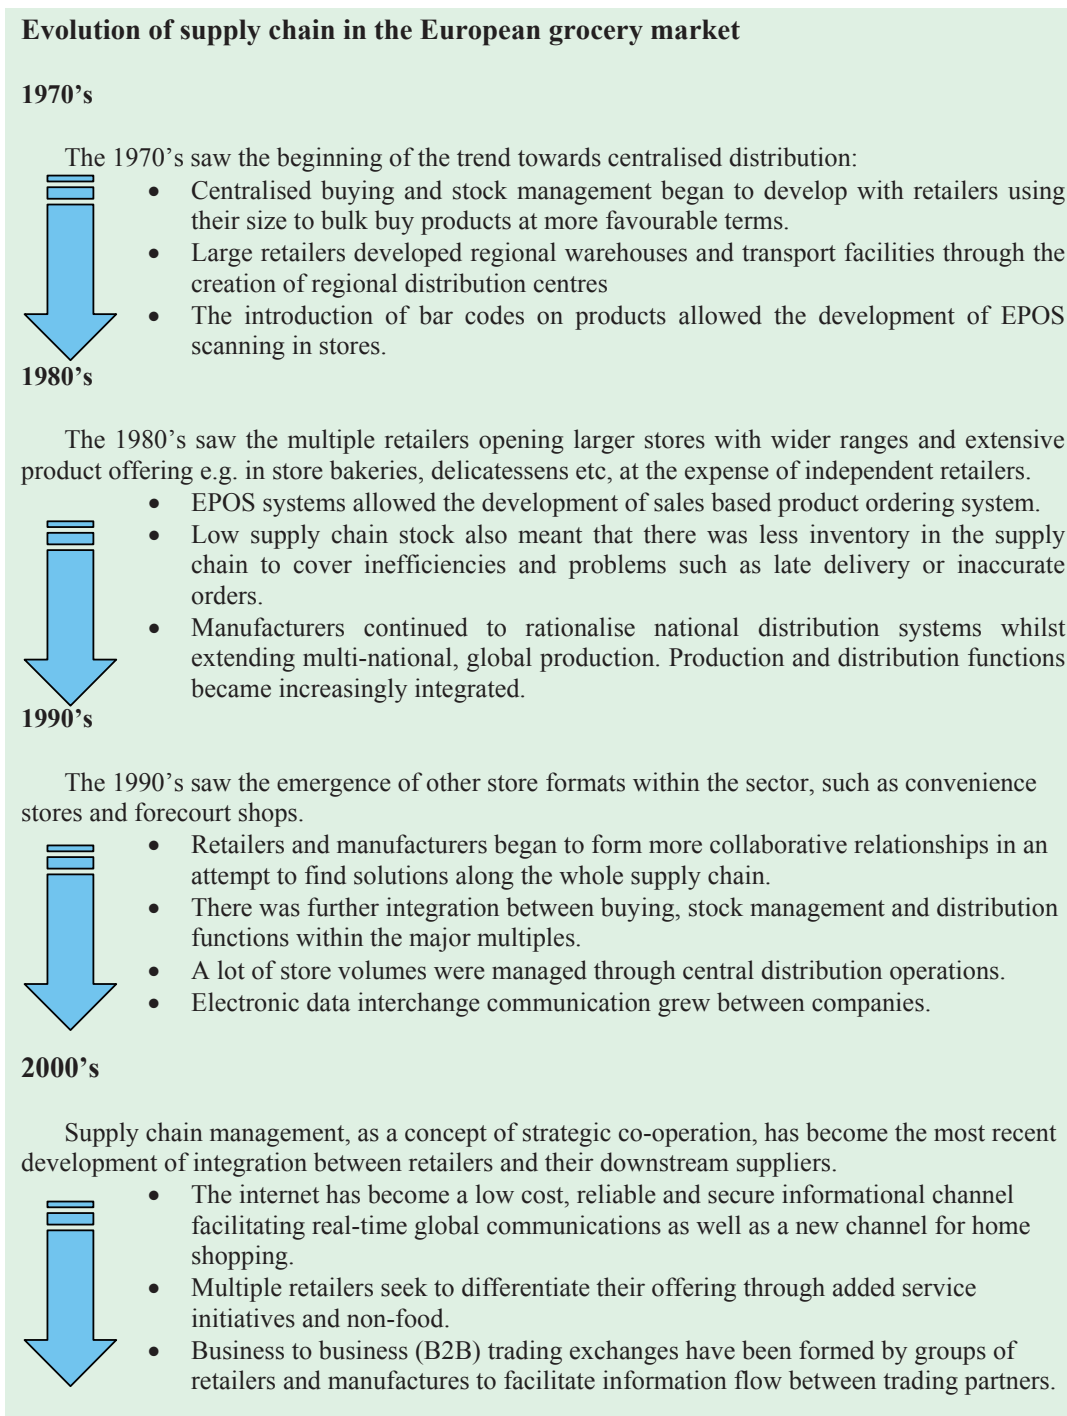 Evolution of supply chain in the European grocery market
1970’s
The 1970’s saw the beginning of the trend towards centralised distribution:
• Centralised buying and stock management began to develop with retailers using
their size to bulk buy products at more favourable terms.
• Large retailers developed regional warehouses and transport facilities through the
creation of regional distribution centres
• The introduction of bar codes on products allowed the development of EPOS
scanning in stores.
1980’s
The 1980’s saw the multiple retailers opening larger stores with wider ranges and extensive
product offering e.g. in store bakeries, delicatessens etc, at the expense of independent retailers.
• EPOS systems allowed the development of sales based product ordering system.
• Low supply chain stock also meant that there was less inventory in the supply
chain to cover inefficiencies and problems such as late delivery or inaccurate
orders.
• Manufacturers continued to rationalise national distribution systems whilst
extending multi-national, global production. Production and distribution functions
became increasingly integrated.
1990’s
The 1990’s saw the emergence of other store formats within the sector, such as convenience
stores and forecourt shops.
• Retailers and manufacturers began to form more collaborative relationships in an
attempt to find solutions along the whole supply chain.
• There was further integration between buying, stock management and distribution
functions within the major multiples.
• A lot of store volumes were managed through central distribution operations.
• Electronic data interchange communication grew between companies.
2000’s
Supply chain management, as a concept of strategic co-operation, has become the most recent
development of integration between retailers and their downstream suppliers.
• The internet has become a low cost, reliable and secure informational channel
facilitating real-time global communications as well as a new channel for home
shopping.
• Multiple retailers seek to differentiate their offering through added service
initiatives and non-food.
• Business to business (B2B) trading exchanges have been formed by groups of
retailers and manufactures to facilitate information flow between trading partners.